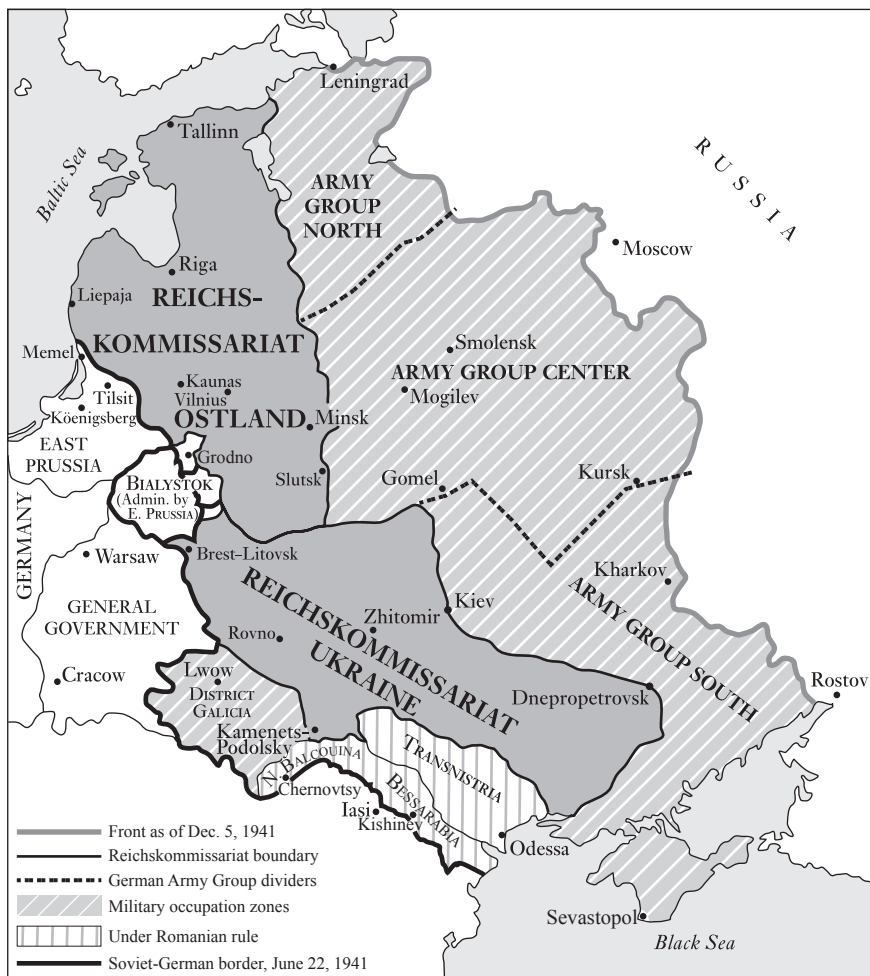 Leningrad
Tallinn
Baltic Sea
ARMY
GROUP
NORTH
RUSSIA
Moscow
Riga
REICHS-
Liepaja
KOMMISSARIAT
Smolensk
ARMY GROUP CENTER
Memel
Kaunas
Mogilev
Tilsit
Vilnius
Köenigsberg
OSTLAND
Minsk
EAST
PRUSSIA
Grodno
Slutsk
Gomel
Kursk
BIALYSTOK
(Admin. by
E. PRUSSIA)
GERMANY
Warsaw
Brest–Litovsk
Kharkov
GENERAL
GOVERNMENT
REICHSKOMMISSARIAT
UKRAINE
Zhitomir
Kiev
ARMY GROUP SOUTH
Rovno
Cracow
Lwow
DISTRICT
GALICIA
Dnepropetrovsk
Rostov
Kamenets-
Podolsky
N. BALCOUINA
TRANSNISTRIA
Chernovtsy
BESSARABIA
Iasi
Kishinev
Odessa
Sevastopol
Black Sea
Front as of Dec. 5, 1941
Reichskommissariat boundary
German Army Group dividers
Military occupation zones
Under Romanian rule
Soviet-German border, June 22, 1941